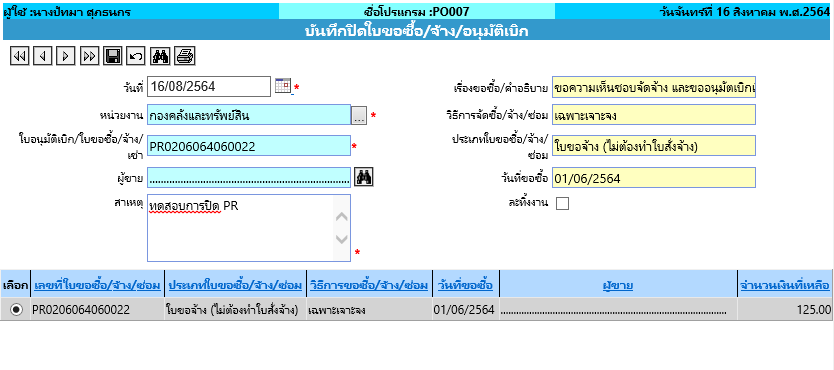 ผู้ใช้ :นางปัทมา สุภธนกร ชื่อโปรแกรม :PO007 วันจันทร์ที่ 16 สิงหาคม พ.ศ.2564
บันทึกปิดใบขอซื้อ/จ้าง/อนุมัติเบิก
วันที่ 16/08/2564 * เรื่องขอซื้อ/คำอธิบาย ขอความเห็นชอบจัดจ้าง และขออนุมัตเบิกเ
หน่วยงาน กองคลังและทรัพย์สิน ... * วิธีการจัดซื้อ/จ้าง/ซ่อม เฉพาะเจาะจง
ใบอนุมัติเบิก/ใบขอซื้อ/จ้าง/เช่า PR0206064060022 * ประเภทใบขอซื้อ/จ้าง/ซ่อม ใบขอจ้าง (ไม่ต้องทำใบสั่งจ้าง)
ผู้ขาย ............................................................... วันที่ขอซื้อ 01/06/2564
สาเหตุ ทดสอบการปิด PR * ละทิ้งงาน
เลือก เลขที่ใบขอซื้อ/จ้าง/ซ่อม ประเภทใบขอซื้อ/จ้าง/ซ่อม วิธีการขอซื้อ/จ้าง/ซ่อม วันที่ขอซื้อ ผู้ขาย จำนวนเงินที่เหลือ
PR0206064060022 ใบขอจ้าง (ไม่ต้องทำใบสั่งจ้าง) เฉพาะเจาะจง 01/06/2564 ............................................................... 125.00